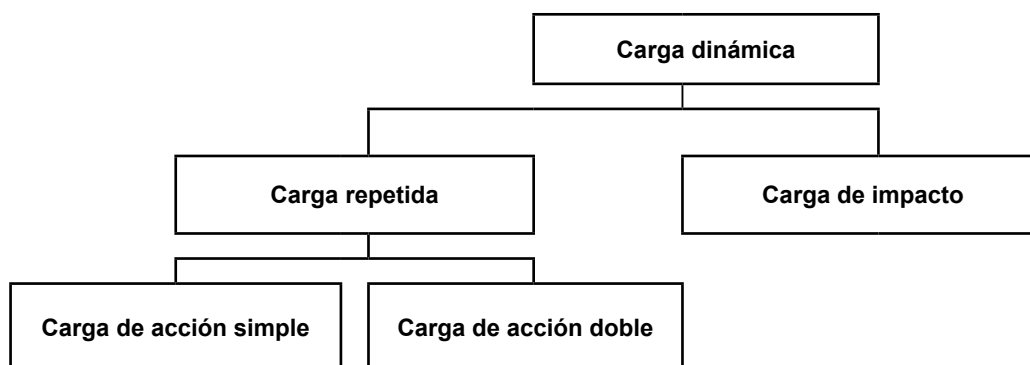 Carga dinámica
Carga repetida
Carga de impacto
Carga de acción simple
Carga de acción doble